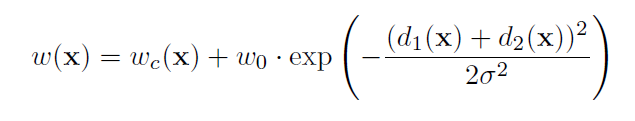 w(𝐱) = w_c(𝐱) + w_0 · exp(−(d_1(𝐱) + d_2(𝐱))^2 / 2σ^2)